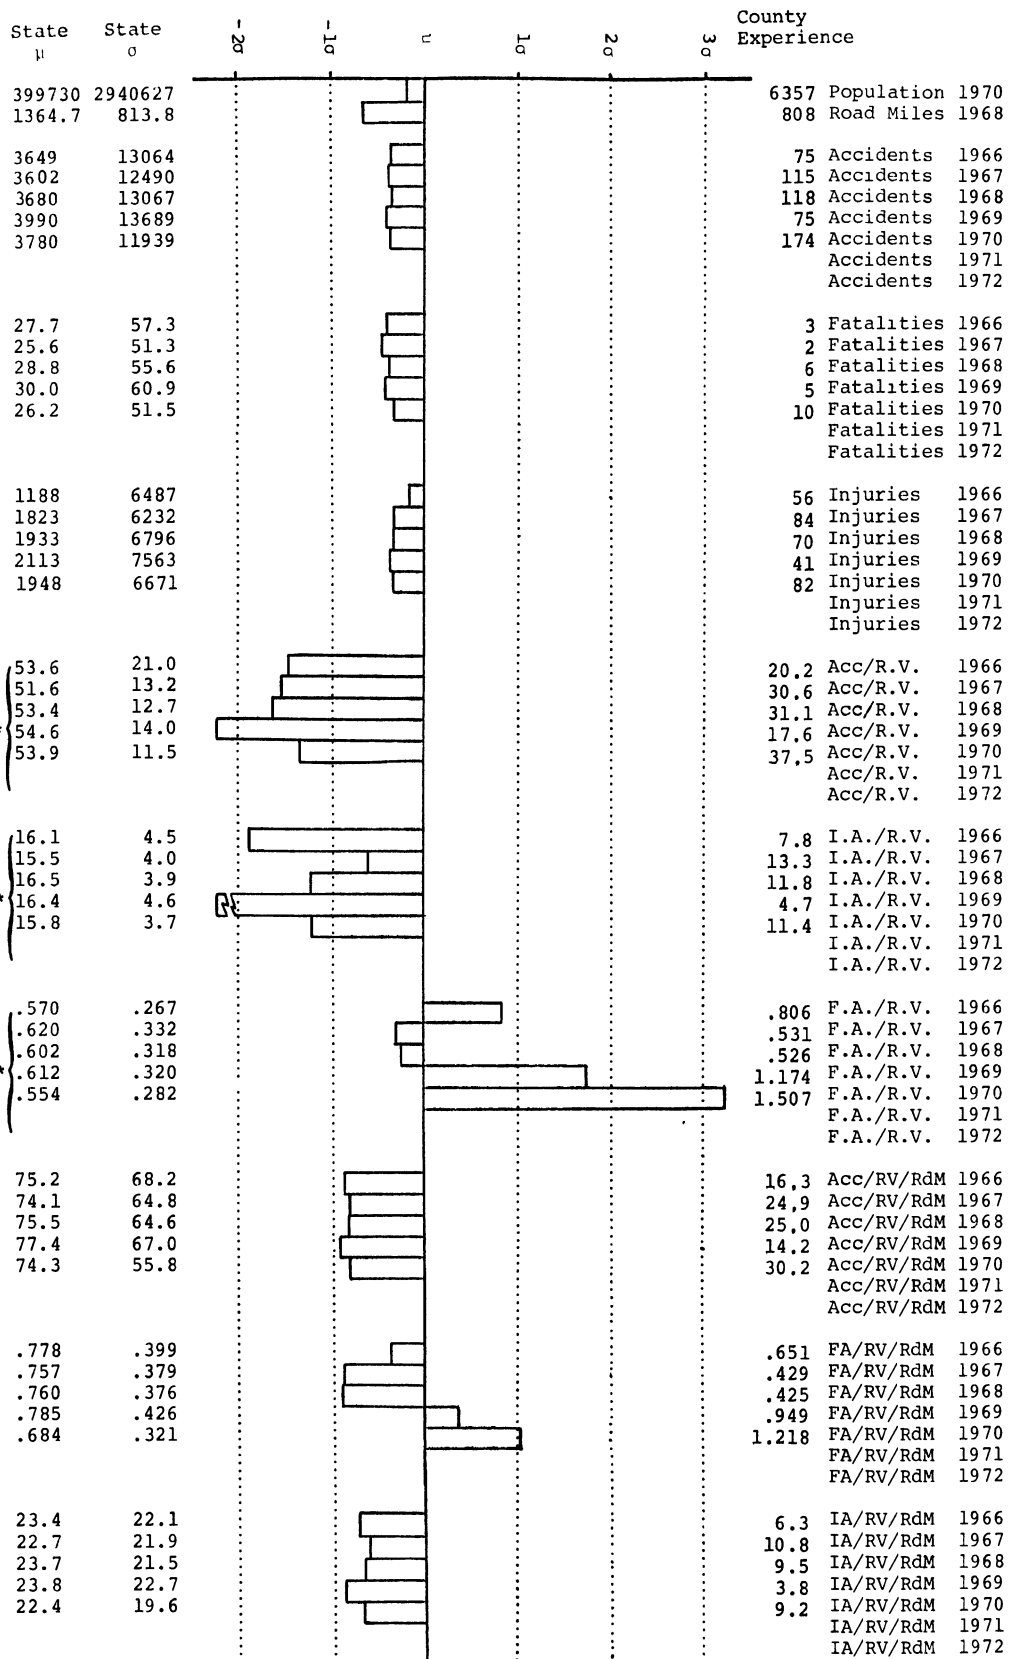 State State -2σ -1σ μ 1σ 2σ 3σ County
μ σ Experience
399730 2940627 6357 Population 1970
1364.7 813.8 808 Road Miles 1968
3649 13064 75 Accidents 1966
3602 12490 115 Accidents 1967
3680 13067 118 Accidents 1968
3990 13689 75 Accidents 1969
3780 11939 174 Accidents 1970
Accidents 1971
Accidents 1972
27.7 57.3 3 Fatalities 1966
25.6 51.3 2 Fatalities 1967
28.8 55.6 6 Fatalities 1968
30.0 60.9 5 Fatalities 1969
26.2 51.5 10 Fatalities 1970
Fatalities 1971
Fatalities 1972
1188 6487 56 Injuries 1966
1823 6232 84 Injuries 1967
1933 6796 70 Injuries 1968
2113 7563 41 Injuries 1969
1948 6671 82 Injuries 1970
Injuries 1971
Injuries 1972
53.6 21.0 20.2 Acc/R.V. 1966
51.6 13.2 30.6 Acc/R.V. 1967
53.4 12.7 31.1 Acc/R.V. 1968
* 54.6 14.0 17.6 Acc/R.V. 1969
53.9 11.5 37.5 Acc/R.V. 1970
Acc/R.V. 1971
Acc/R.V. 1972
16.1 4.5 7.8 I.A./R.V. 1966
15.5 4.0 13.3 I.A./R.V. 1967
16.5 3.9 11.8 I.A./R.V. 1968
* 16.4 4.6 4.7 I.A./R.V. 1969
15.8 3.7 11.4 I.A./R.V. 1970
I.A./R.V. 1971
I.A./R.V. 1972
.570 .267 .806 F.A./R.V. 1966
.620 .332 .531 F.A./R.V. 1967
.602 .318 .526 F.A./R.V. 1968
* .612 .320 1.174 F.A./R.V. 1969
.554 .282 1.507 F.A./R.V. 1970
F.A./R.V. 1971
F.A./R.V. 1972
75.2 68.2 16.3 Acc/RV/RdM 1966
74.1 64.8 24.9 Acc/RV/RdM 1967
75.5 64.6 25.0 Acc/RV/RdM 1968
77.4 67.0 14.2 Acc/RV/RdM 1969
74.3 55.8 30.2 Acc/RV/RdM 1970
Acc/RV/RdM 1971
Acc/RV/RdM 1972
.778 .399 .651 FA/RV/RdM 1966
.757 .379 .429 FA/RV/RdM 1967
.760 .376 .425 FA/RV/RdM 1968
.785 .426 .949 FA/RV/RdM 1969
.684 .321 1.218 FA/RV/RdM 1970
FA/RV/RdM 1971
FA/RV/RdM 1972
23.4 22.1 6.3 IA/RV/RdM 1966
22.7 21.9 10.8 IA/RV/RdM 1967
23.7 21.5 9.5 IA/RV/RdM 1968
23.8 22.7 3.8 IA/RV/RdM 1969
22.4 19.6 9.2 IA/RV/RdM 1970
IA/RV/RdM 1971
IA/RV/RdM 1972